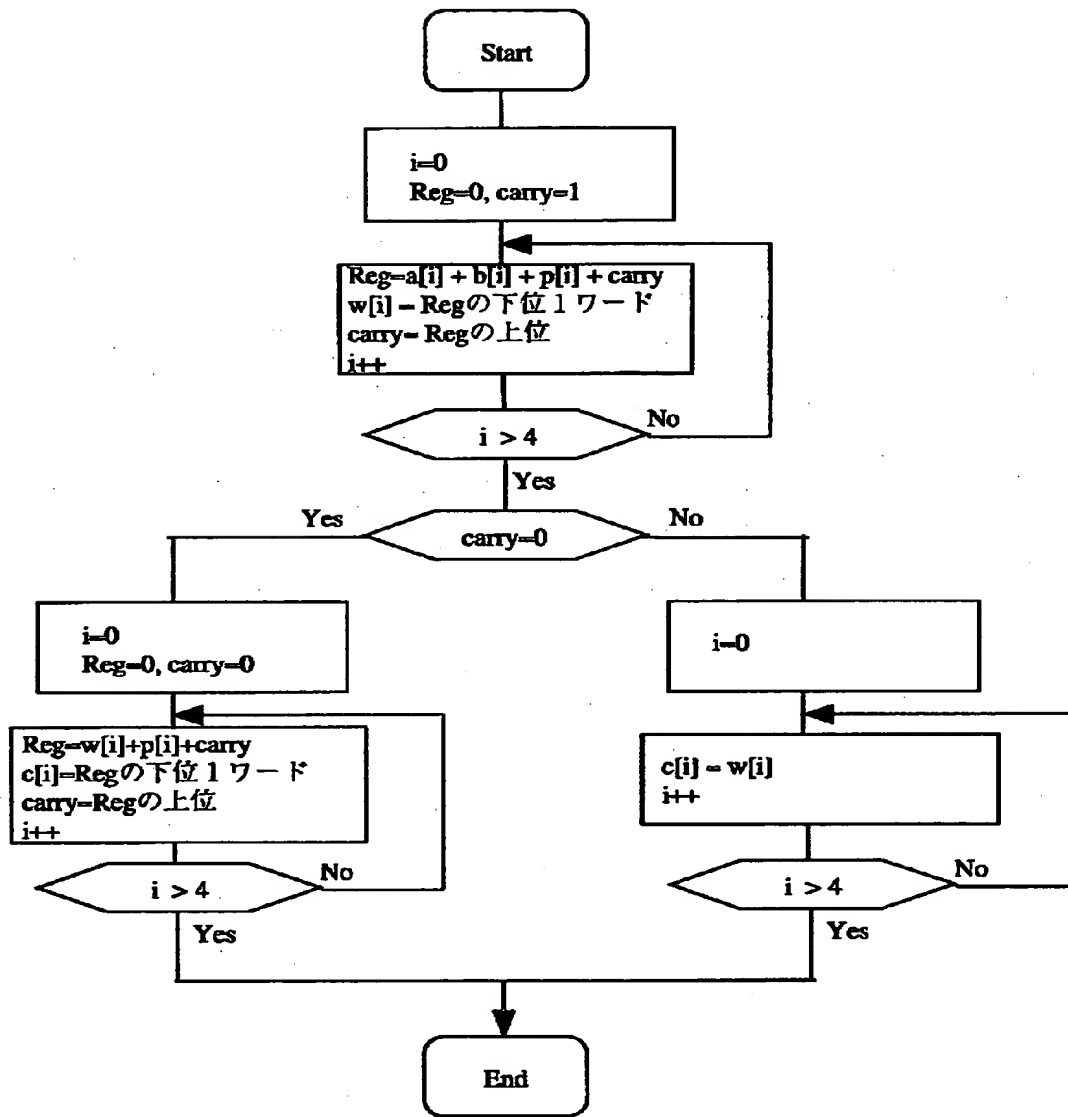 Start
i=0
Reg=0, carry=1
Reg=a[i] + b[i] + p[i] + carry
w[i] = Regの下位1ワード
carry= Regの上位
i++
i > 4
No
Yes
Yes
carry=0
No
i=0
Reg=0, carry=0
i=0
Reg=w[i]+p[i]+carry
c[i]=Regの下位1ワード
carry=Regの上位
i++
c[i] = w[i]
i++
i > 4
No
Yes
i > 4
No
Yes
End